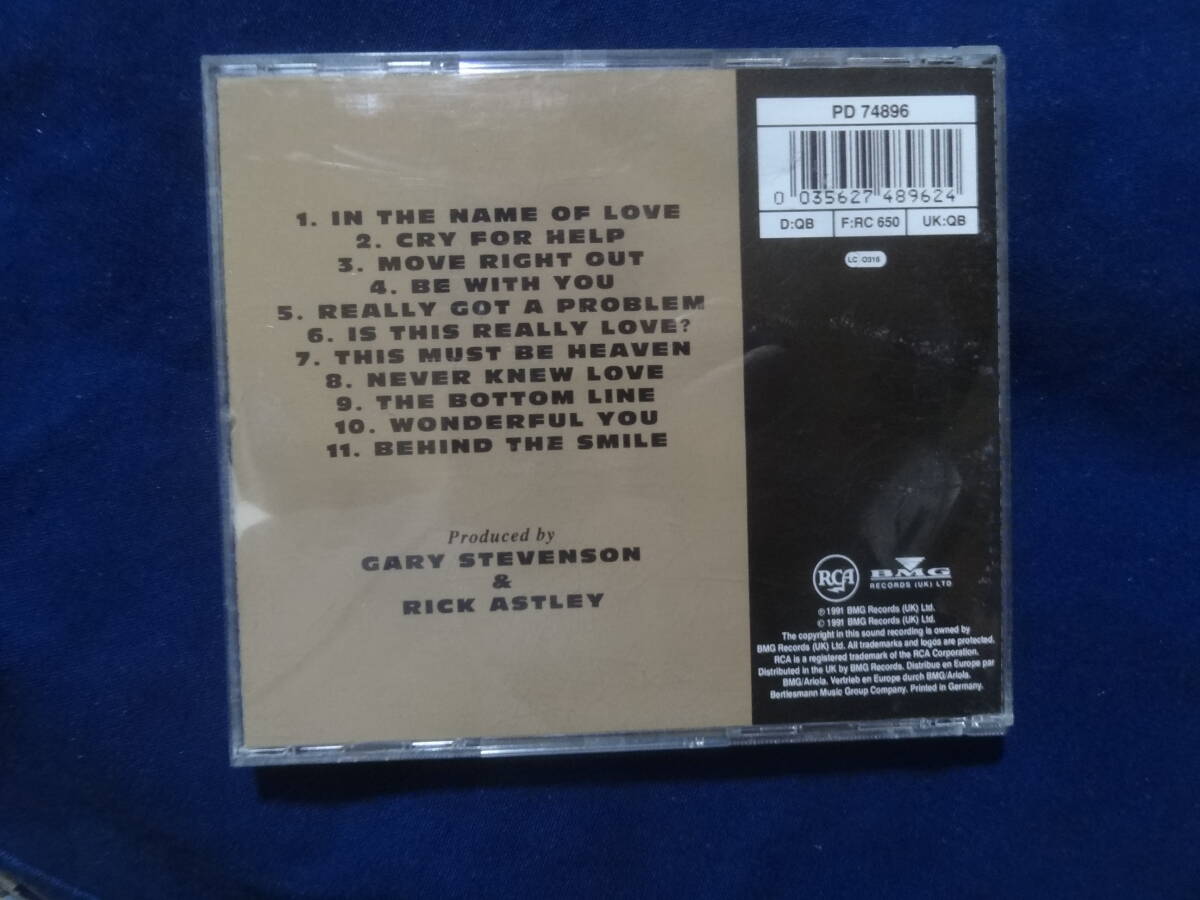 1. IN THE NAME OF LOVE
2. CRY FOR HELP
3. MOVE RIGHT OUT
4. BE WITH YOU
5. REALLY GOT A PROBLEM
6. IS THIS REALLY LOVE?
7. THIS MUST BE HEAVEN
8. NEVER KNEW LOVE
9. THE BOTTOM LINE
10. WONDERFUL YOU
11. BEHIND THE SMILE
Produced by
GARY STEVENSON
&
RICK ASTLEY
PD 74896
0 035627 489624
D:QB F:RC 650 UK:QB
LC 0316
RCA BMG
RECORDS (UK) LTD
℗ 1991 BMG Records (UK) Ltd.
© 1991 BMG Records (UK) Ltd.
The copyright in this sound recording is owned by
BMG Records (UK) Ltd. All trademarks and logos are protected.
RCA is a registered trademark of the RCA Corporation.
Distributed in the UK by BMG Records. Distribue en Europe par
BMG/Ariola. Vertrieb en Europe durch BMG/Ariola.
Bertlesmann Music Group Company. Printed in Germany.